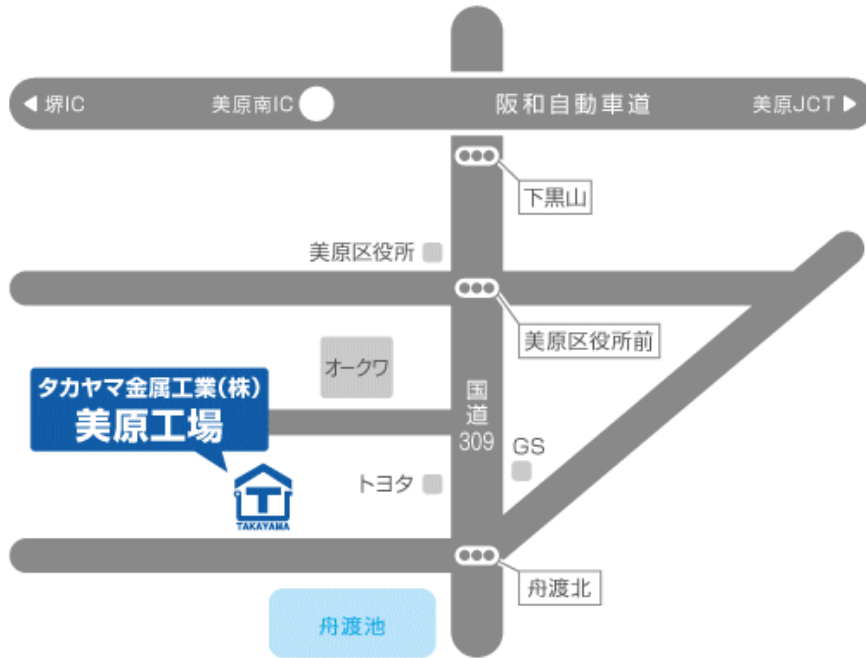 堺IC
美原南IC
阪和自動車道
美原JCT
下黒山
美原区役所
美原区役所前
オークワ
タカヤマ金属工業(株)
美原工場
国道309
GS
トヨタ
TAKAYAMA
舟渡北
舟渡池